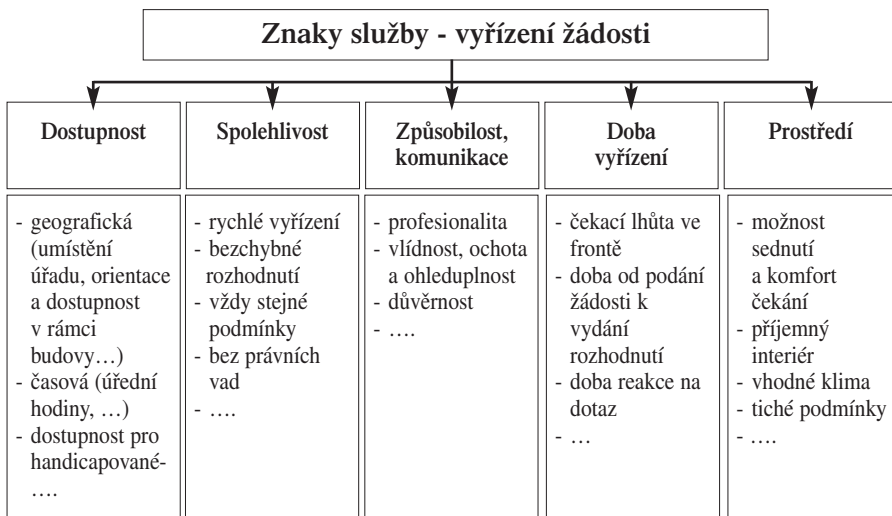 Znaky služby - vyřízení žádosti
Dostupnost
- geografická
(umístění
úřadu, orientace
a dostupnost
v rámci
budovy…)
- časová (úřední
hodiny, …)
- dostupnost pro
handicapované-
….
Spolehlivost
- rychlé vyřízení
- bezchybné
rozhodnutí
- vždy stejné
podmínky
- bez právních
vad
- ….
Způsobilost,
komunikace
- profesionalita
- vlídnost, ochota
a ohleduplnost
- důvěrnost
- ….
Doba
vyřízení
- čekací lhůta ve
frontě
- doba od podání
žádosti k
vydání
rozhodnutí
- doba reakce na
dotaz
- …
Prostředí
- možnost
sednutí
a komfort
čekání
- příjemný
interiér
- vhodné klima
- tiché podmínky
- ….